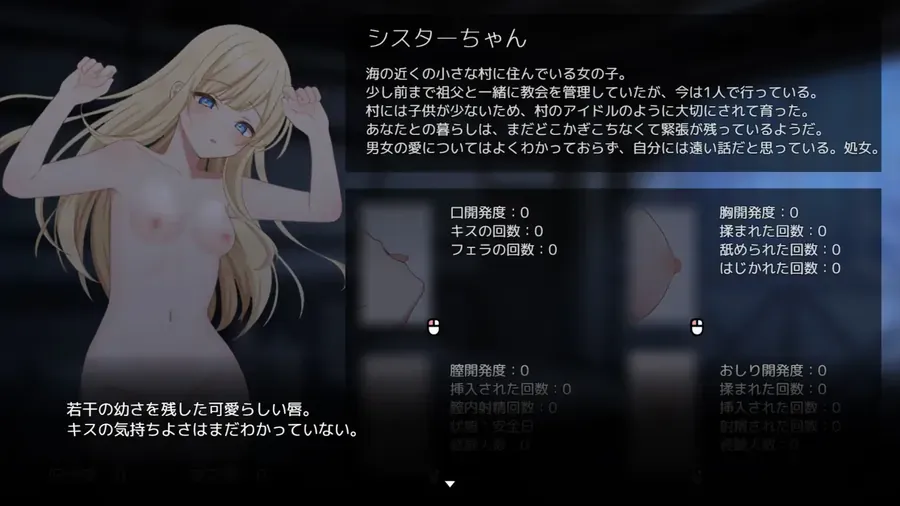 シスターちゃん
海の近くの小さな村に住んでいる女の子。
少し前まで祖父と一緒に教会を管理していたが、今は1人で行っている。
村には子供が少ないため、村のアイドルのように大切にされて育った。
あなたとの暮らしは、まだどこかぎこちなくて緊張が残っているようだ。
男女の愛についてはよくわかっておらず、自分には遠い話だと思っている。処女。
口開発度：0
キスの回数：0
フェラの回数：0
胸開発度：0
揉まれた回数：0
舐められた回数：0
はじかれた回数：0
膣開発度：0
挿入された回数：0
膣内射精回数：0
状態：安全日
おしり開発度：0
揉まれた回数：0
挿入された回数：0
射精された回数：0
若干の幼さを残した可愛らしい唇。
キスの気持ちよさはまだわかっていない。